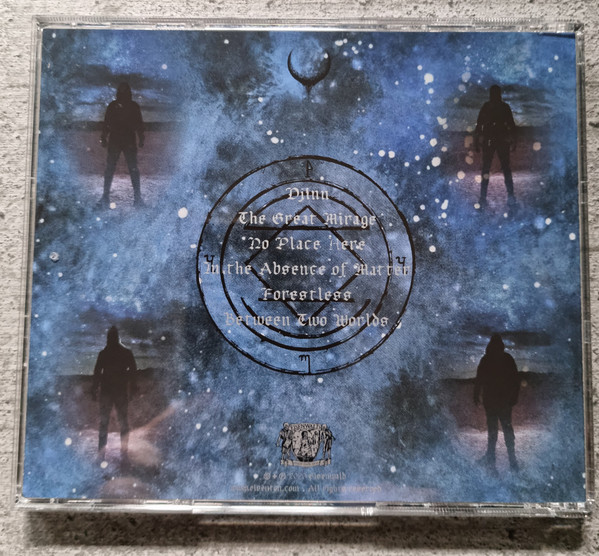 Djinn
The Great Mirage
No Place Here
In the Absence of Matter
Forestless
Between Two Worlds